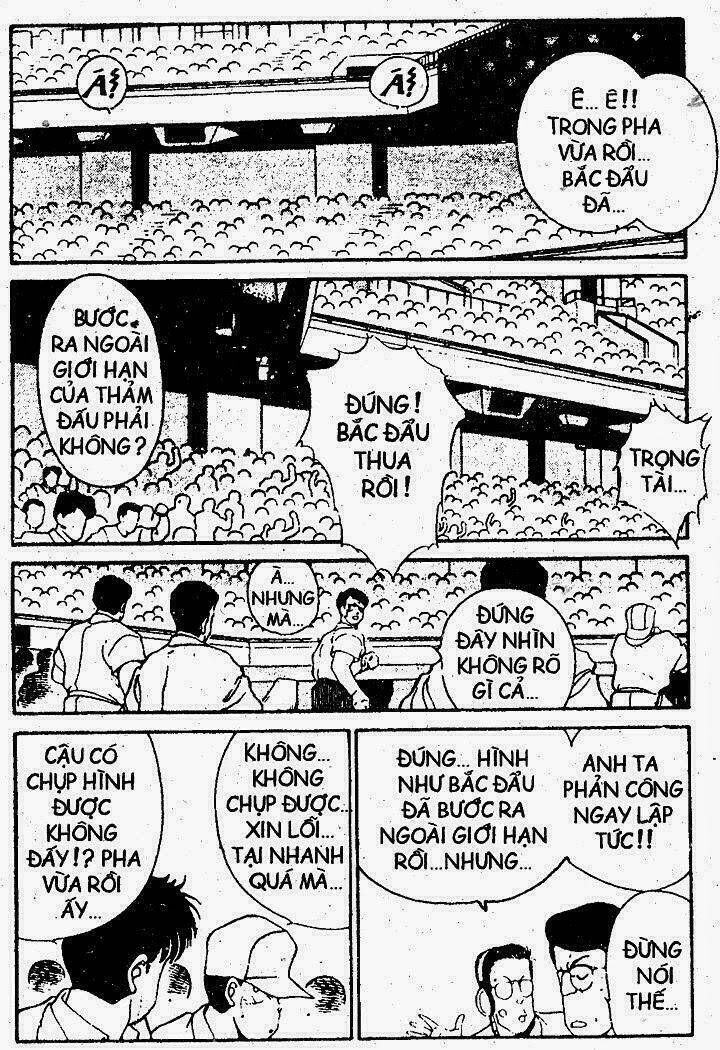 Á!
Á!
Ê... Ê!!
TRONG PHA
VỪA RỒI...
BẮC ĐẨU
ĐÃ...
BƯỚC
RA NGOÀI
GIỚI HẠN
CỦA THẢM
ĐẤU PHẢI
KHÔNG?
ĐÚNG!
BẮC ĐẨU
THUA
RỒI!
TRỌNG
TÀI...
À...
NHƯNG
MÀ...
ĐỨNG
ĐÂY NHÌN
KHÔNG RÕ
GÌ CẢ...
CẬU CÓ
CHỤP HÌNH
ĐƯỢC
KHÔNG
ĐẤY!? PHA
VỪA RỒI
ẤY...
KHÔNG...
KHÔNG
CHỤP ĐƯỢC...
XIN LỖI...
TẠI NHANH
QUÁ MÀ...
ĐÚNG... HÌNH
NHƯ BẮC ĐẨU
ĐÃ BƯỚC RA
NGOÀI GIỚI HẠN
RỒI...NHƯNG...
ANH TA
PHẢN CÔNG
NGAY LẬP
TỨC!!
ĐỪNG
NÓI
THẾ...